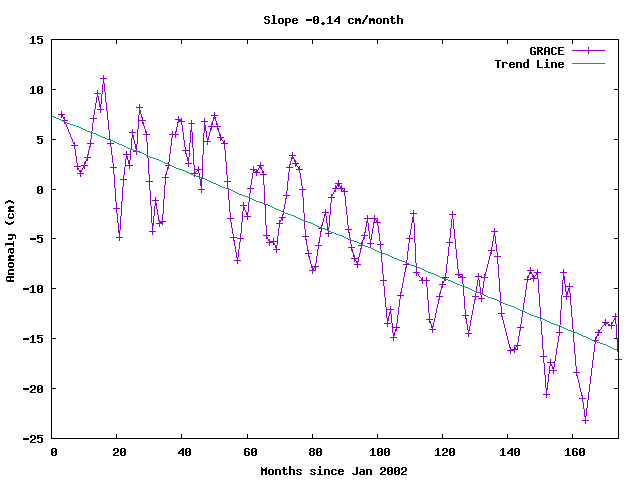 Slope -0.14 cm/month
GRACE
Trend Line
15
10
5
0
-5
-10
-15
-20
-25
Anomaly (cm)
0 20 40 60 80 100 120 140 160
Months since Jan 2002